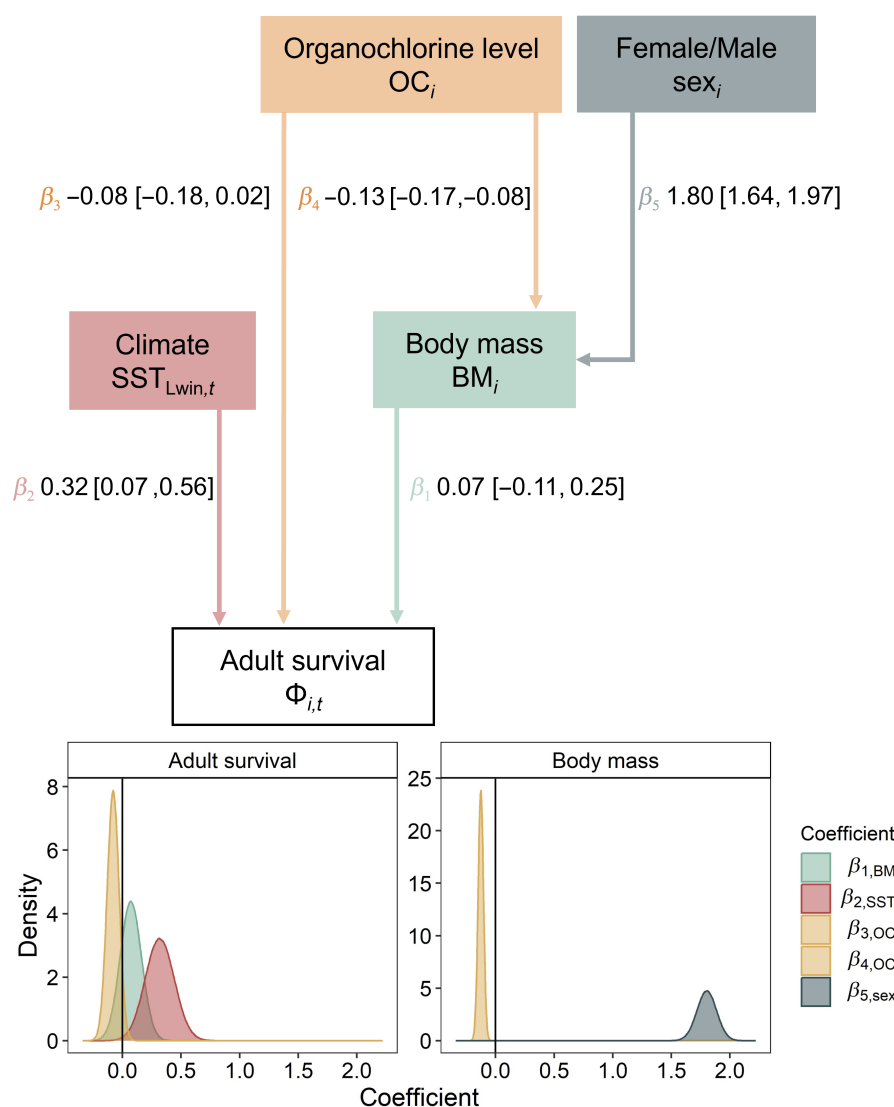 Organochlorine level
OCi
Female/Male
sexi
β3 –0.08 [–0.18, 0.02]
β4 –0.13 [–0.17,–0.08]
β5 1.80 [1.64, 1.97]
Climate
SSTLwin,t
Body mass
BMi
β2 0.32 [0.07 ,0.56]
β1 0.07 [–0.11, 0.25]
Adult survival
Φi,t
Adult survival
Body mass
8
6
4
2
0
Density
0.0 0.5 1.0 1.5 2.0
25
20
15
10
5
0
0.0 0.5 1.0 1.5 2.0
Coefficient
Coefficient
β1,BM
β2,SST
β3,OC
β4,OC
β5,sex